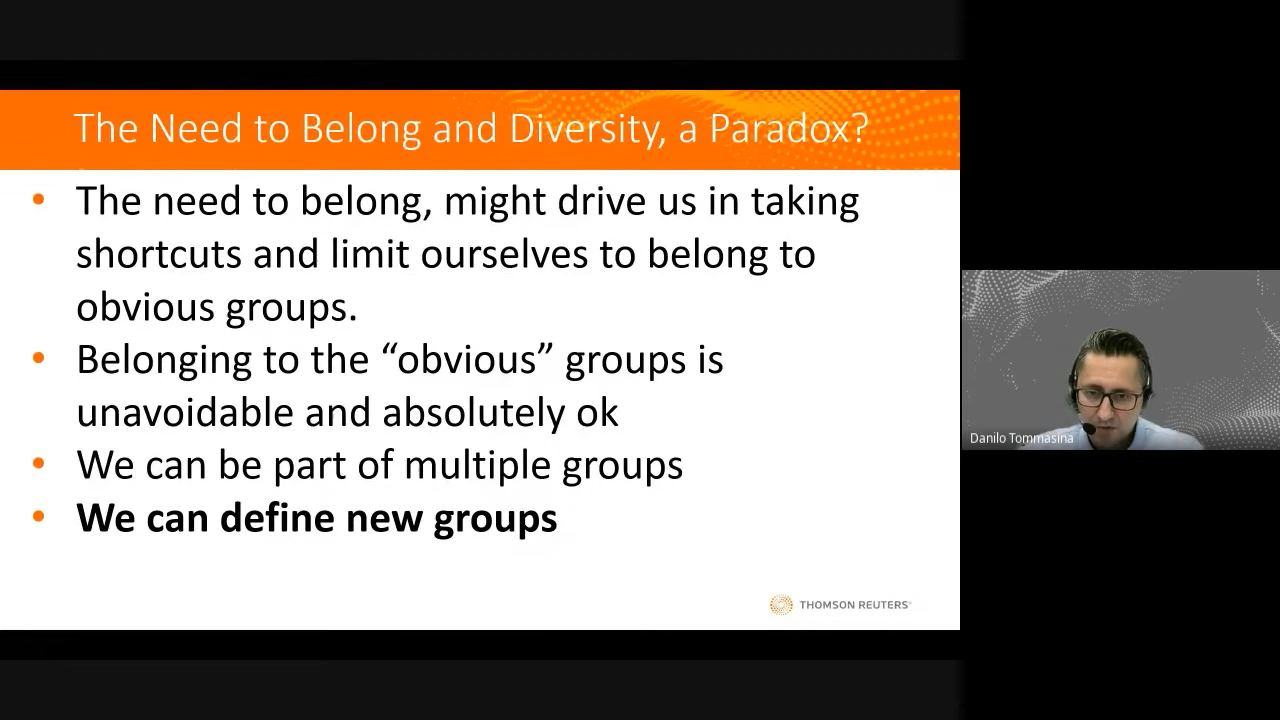 The Need to Belong and Diversity, a Paradox?
• The need to belong, might drive us in taking
shortcuts and limit ourselves to belong to
obvious groups.
• Belonging to the “obvious” groups is
unavoidable and absolutely ok
• We can be part of multiple groups
• We can define new groups
THOMSON REUTERS®
Danilo Tommasina